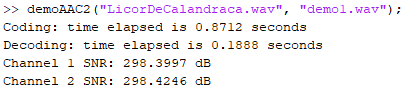 >> demoAAC2("LicorDeCalandraca.wav", "demo1.wav");
Coding: time elapsed is 0.8712 seconds
Decoding: time elapsed is 0.1888 seconds
Channel 1 SNR: 298.3997 dB
Channel 2 SNR: 298.4246 dB